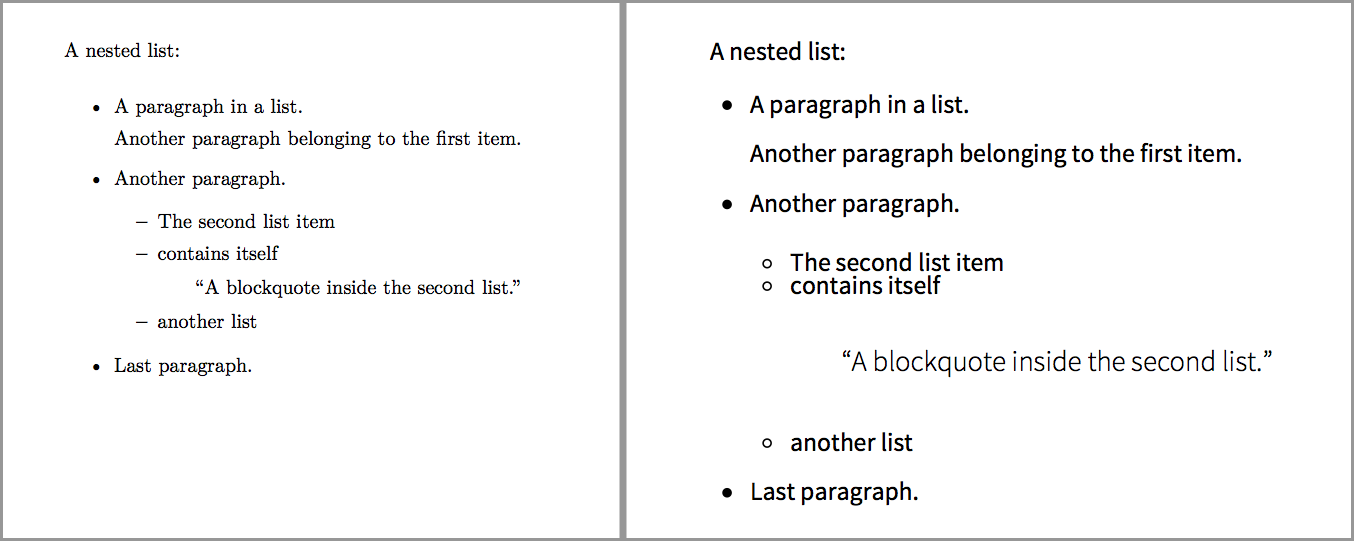 A nested list:
• A paragraph in a list.
Another paragraph belonging to the first item.
• Another paragraph.
– The second list item
– contains itself
“A blockquote inside the second list.”
– another list
• Last paragraph.
A nested list:
• A paragraph in a list.
Another paragraph belonging to the first item.
• Another paragraph.
◦ The second list item
◦ contains itself
“A blockquote inside the second list.”
◦ another list
• Last paragraph.